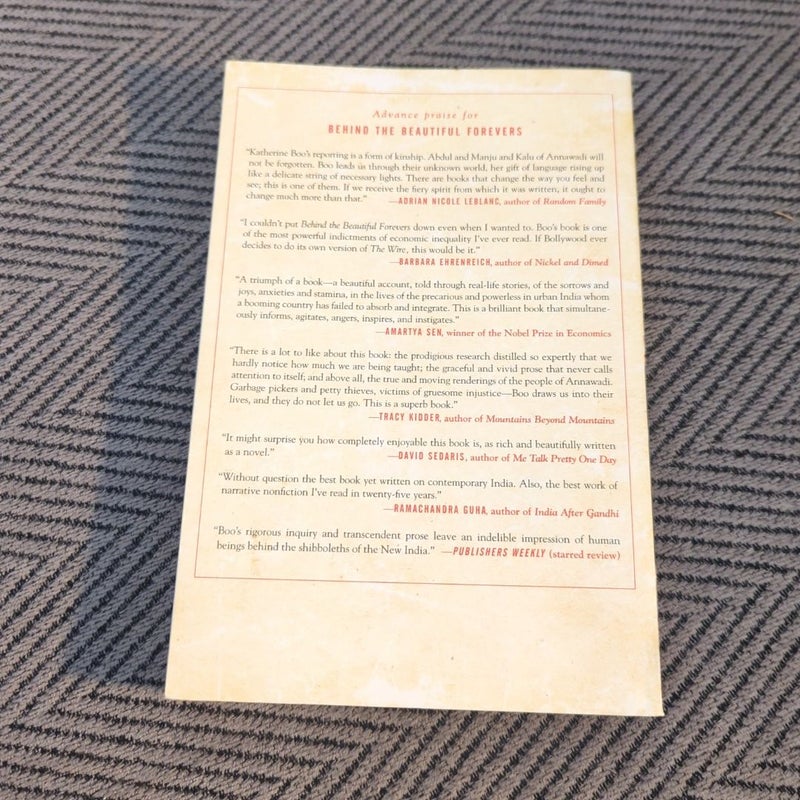 Advance praise for
BEHIND THE BEAUTIFUL FOREVERS
"Katherine Boo's reporting is a form of kinship. Abdul and Manju and Kalu of Annawadi will
not be forgotten. Boo leads us through their unknown world, her gift of language rising up
like a delicate string of necessary lights. There are books that change the way you feel and
see; this is one of them. If we receive the fiery spirit from which it was written, it ought to
change much more than that." —ADRIAN NICOLE LEBLANC, author of Random Family
"I couldn't put Behind the Beautiful Forevers down even when I wanted to. Boo's book is one
of the most powerful indictments of economic inequality I've ever read. If Bollywood ever
decides to do its own version of The Wire, this would be it."
—BARBARA EHRENREICH, author of Nickel and Dimed
"A triumph of a book—a beautiful account, told through real-life stories, of the sorrows and
joys, anxieties and stamina, in the lives of the precarious and powerless in urban India whom
a booming country has failed to absorb and integrate. This is a brilliant book that simultane-
ously informs, agitates, angers, inspires, and instigates."
—AMARTYA SEN, winner of the Nobel Prize in Economics
"There is a lot to like about this book: the prodigious research distilled so expertly that we
hardly notice how much we are being taught; the graceful and vivid prose that never calls
attention to itself; and above all, the true and moving renderings of the people of Annawadi.
Garbage pickers and petty thieves, victims of gruesome injustice—Boo draws us into their
lives, and they do not let us go. This is a superb book."
—TRACY KIDDER, author of Mountains Beyond Mountains
"It might surprise you how completely enjoyable this book is, as rich and beautifully written
as a novel." —DAVID SEDARIS, author of Me Talk Pretty One Day
"Without question the best book yet written on contemporary India. Also, the best work of
narrative nonfiction I've read in twenty-five years."
—RAMACHANDRA GUHA, author of India After Gandhi
"Boo's rigorous inquiry and transcendent prose leave an indelible impression of human
beings behind the shibboleths of the New India." —PUBLISHERS WEEKLY (starred review)